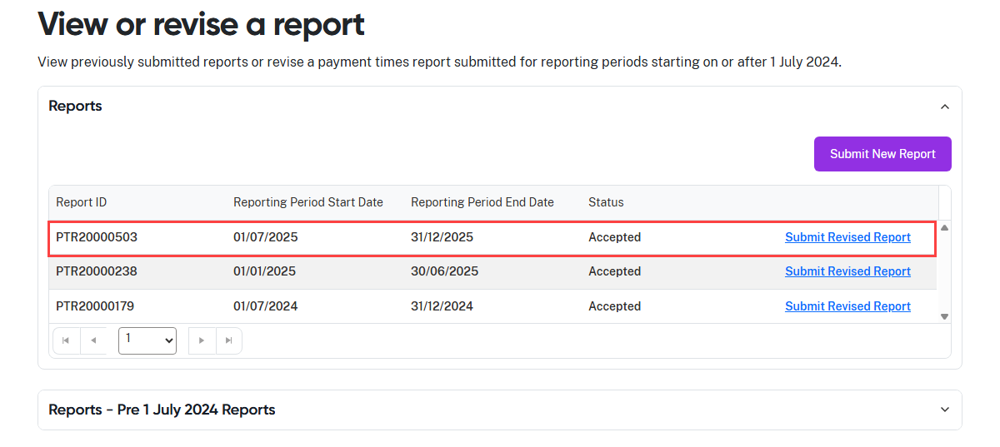 View or revise a report
View previously submitted reports or revise a payment times report submitted for reporting periods starting on or after 1 July 2024.
Reports
Submit New Report
Report ID Reporting Period Start Date Reporting Period End Date Status
PTR20000503 01/07/2025 31/12/2025 Accepted Submit Revised Report
PTR20000238 01/01/2025 30/06/2025 Accepted Submit Revised Report
PTR20000179 01/07/2024 31/12/2024 Accepted Submit Revised Report
1
Reports - Pre 1 July 2024 Reports